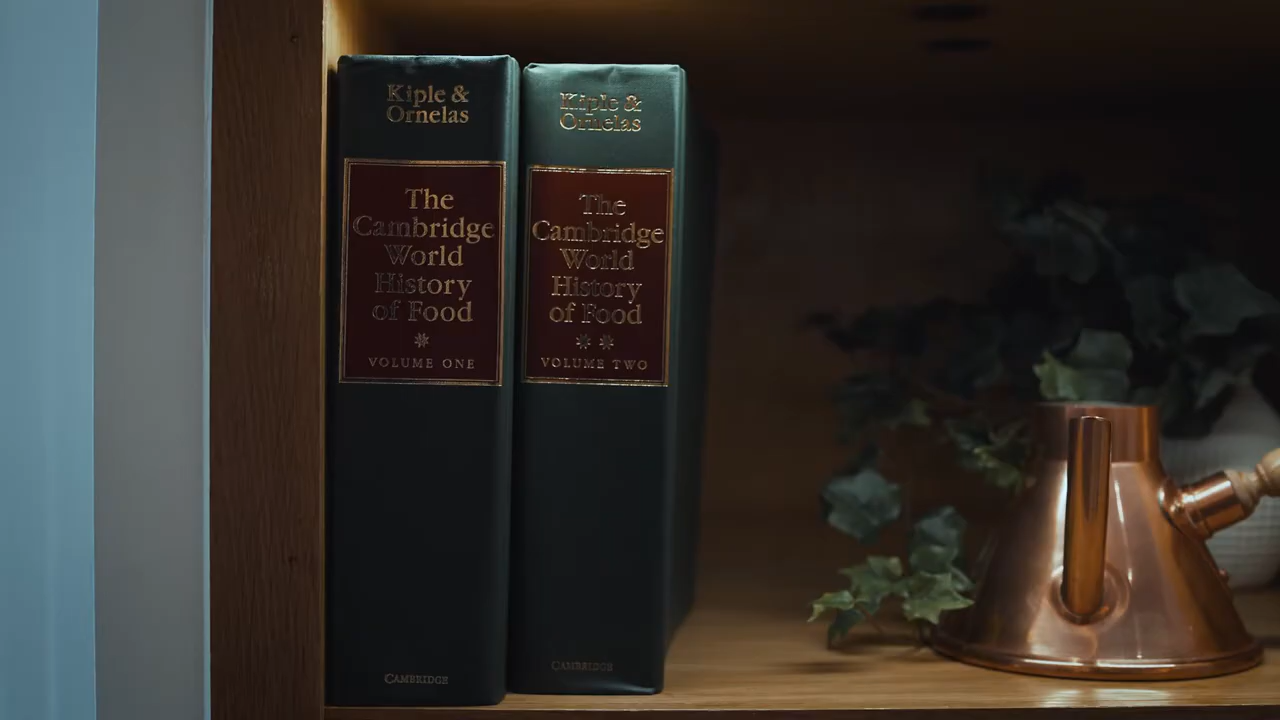 Kiple &
Ornelas
The
Cambridge
World
History
of Food
VOLUME ONE
CAMBRIDGE
Kiple &
Ornelas
The
Cambridge
World
History
of Food
VOLUME TWO
CAMBRIDGE